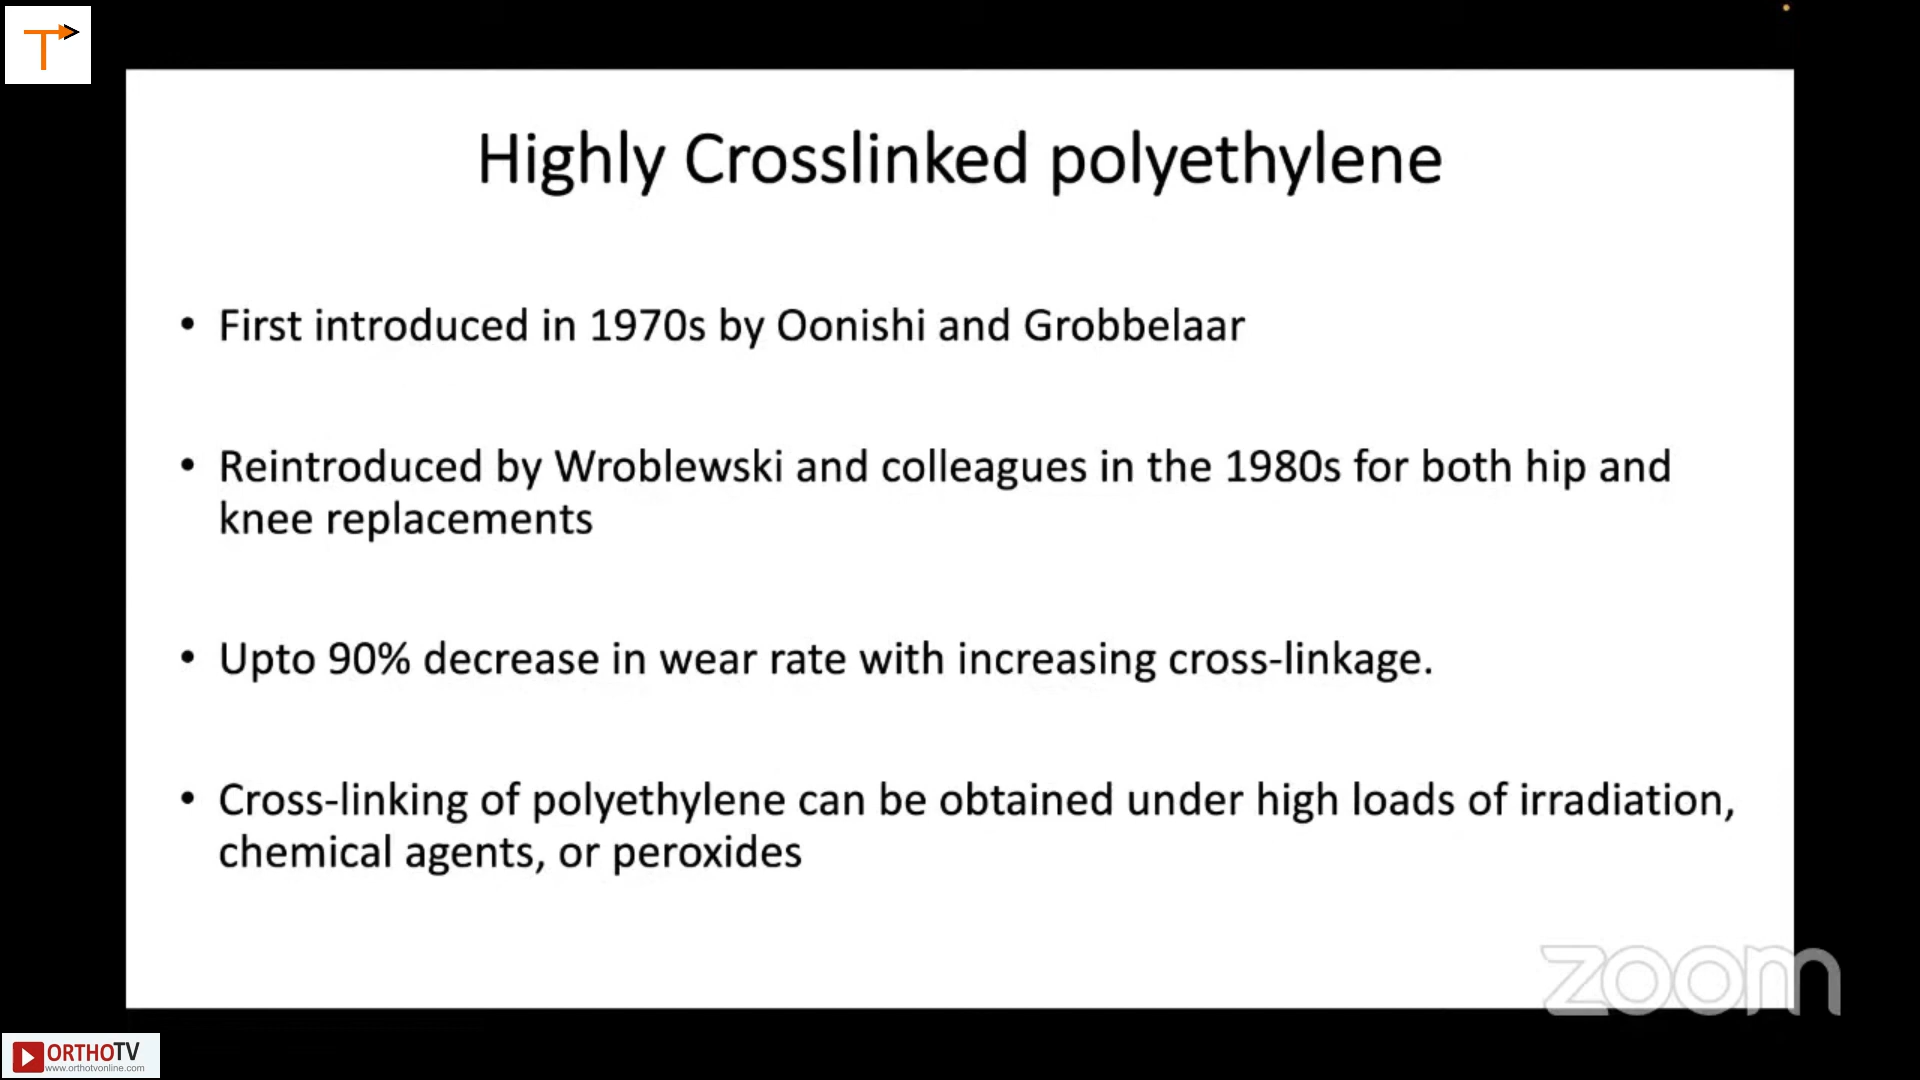 T
Highly Crosslinked polyethylene
• First introduced in 1970s by Oonishi and Grobbelaar
• Reintroduced by Wroblewski and colleagues in the 1980s for both hip and
knee replacements
• Upto 90% decrease in wear rate with increasing cross-linkage.
• Cross-linking of polyethylene can be obtained under high loads of irradiation,
chemical agents, or peroxides
zoom
ORTHOTV
www.orthotvonline.com